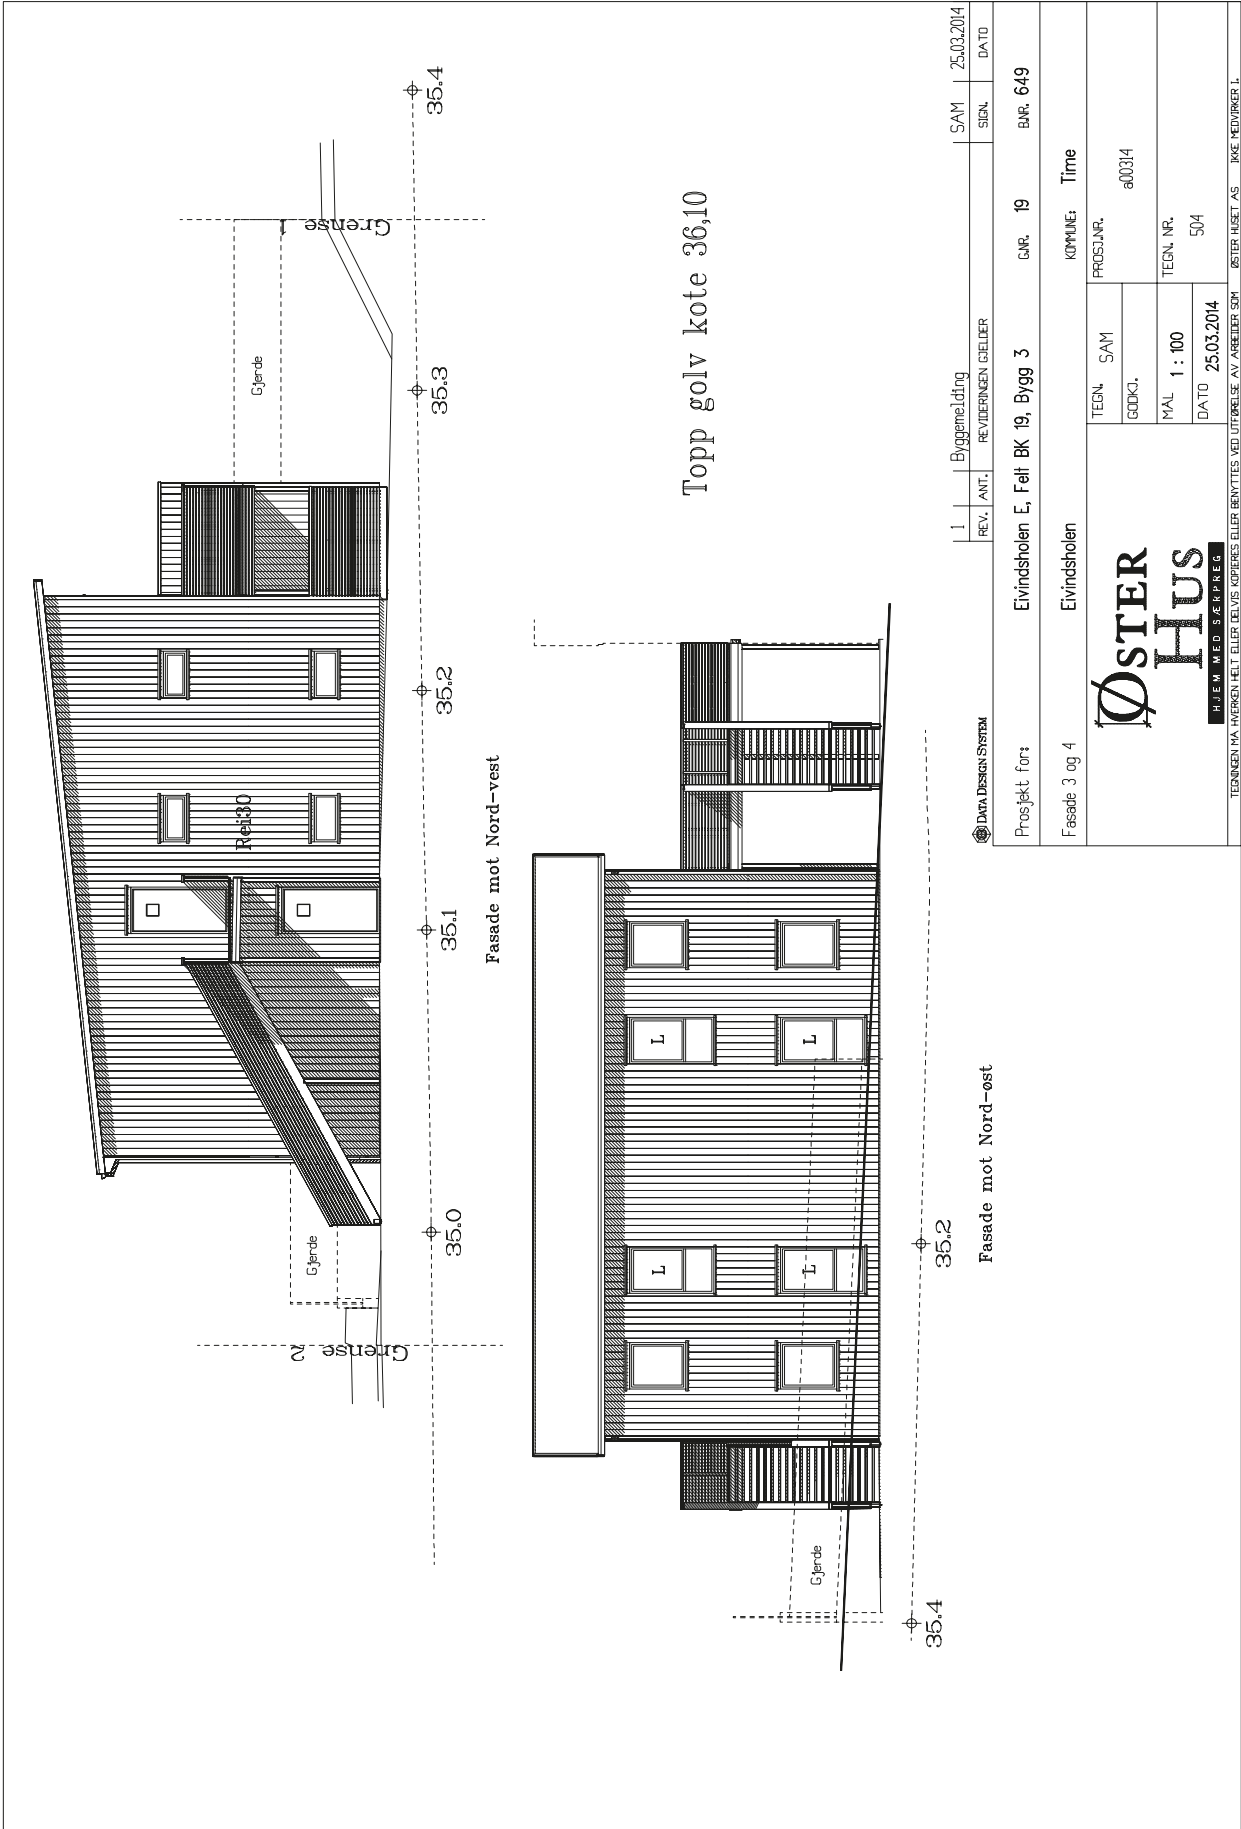 Grense 2
Gjerde
Rei30
Gjerde
Grense 1
35.0
35.1
35.2
35.3
35.4
Fasade mot Nord-vest
Topp golv kote 36,10
Gjerde
L
L
L
L
35.4
35.2
Fasade mot Nord-øst
DATA DESIGN SYSTEM
1 Byggemelding SAM 25.03.2014
REV. ANT. REVIDERINGEN GJELDER SIGN. DATO
Prosjekt for: Eivindsholen E, Felt BK 19, Bygg 3 G.NR. 19 B.NR. 649
Fasade 3 og 4 Eivindsholen KOMMUNE: Time
ØSTER
HUS
HJEM MED SÆRPREG
TEGN. SAM
GODKJ.
MÅL 1 : 100
DATO 25.03.2014
PROSJ.NR.
a00314
TEGN. NR.
504
TEGNINGEN MÅ HVERKEN HELT ELLER DELVIS KOPIERES ELLER BENYTTES VED UTFØRELSE AV ARBEIDER SOM ØSTER HUSET AS IKKE MEDVIRKER I.